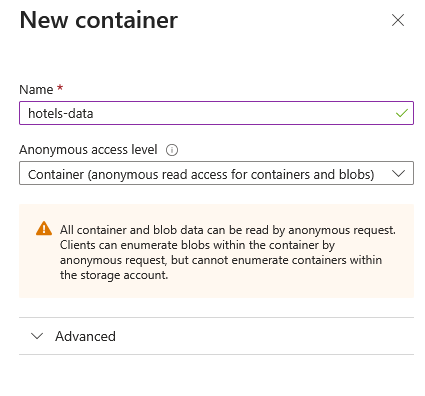 New container
Name *
hotels-data
Anonymous access level
Container (anonymous read access for containers and blobs)
All container and blob data can be read by anonymous request.
Clients can enumerate blobs within the container by
anonymous request, but cannot enumerate containers within
the storage account.
Advanced